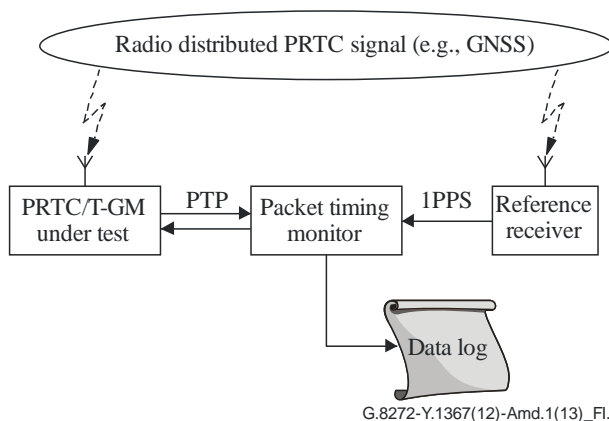 Radio distributed PRTC signal (e.g., GNSS)
PRTC/T-GM
under test
PTP
Packet timing
monitor
1PPS
Reference
receiver
Data log
G.8272-Y.1367(12)-Amd.1(13)_FI.